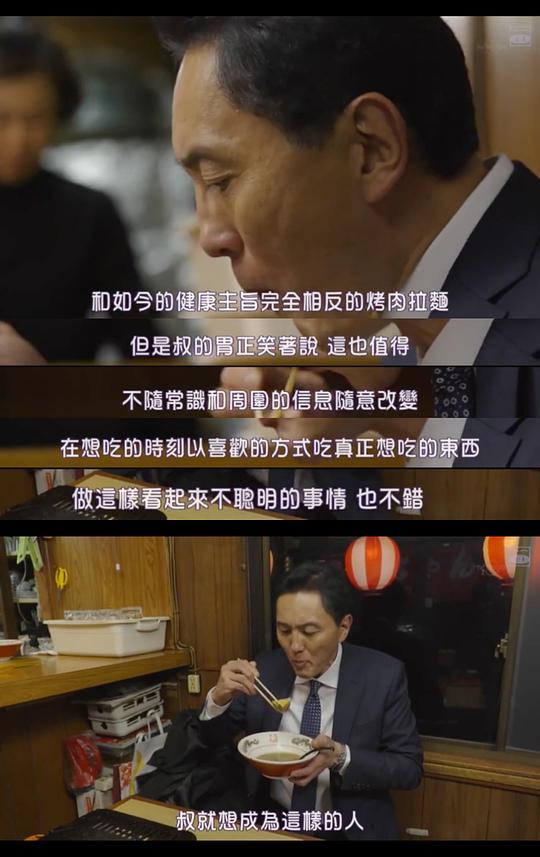 和如今的健康主旨完全相反的烤肉拉麵
但是叔的胃正笑著說 這也值得
不隨常識和周圍的信息隨意改變
在想吃的時刻以喜歡的方式吃真正想吃的東西
做這樣看起來不聰明的事情 也不錯
叔就想成為這樣的人